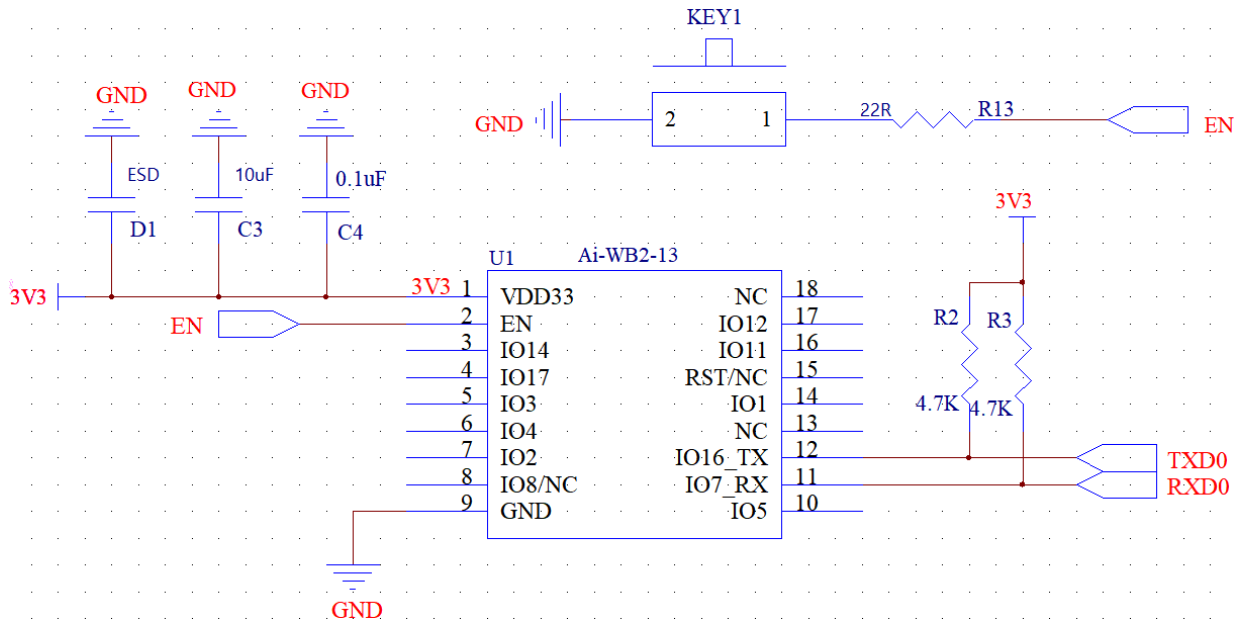 KEY1
GND
2
1
22R
R13
EN
GND
GND
GND
ESD
10uF
0.1uF
D1
C3
C4
3V3
3V3
EN
U1
Ai-WB2-13
1 VDD33
2 EN
3 IO14
4 IO17
5 IO3
6 IO4
7 IO2
8 IO8/NC
9 GND
NC 18
IO12 17
IO11 16
RST/NC 15
IO1 14
NC 13
IO16_TX 12
IO7_RX 11
IO5 10
GND
3V3
R2
R3
4.7K
4.7K
TXD0
RXD0